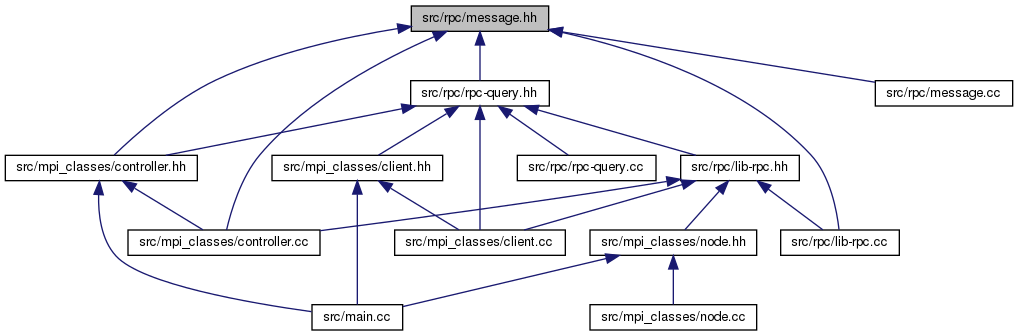 src/rpc/message.hh
src/rpc/rpc-query.hh
src/rpc/message.cc
src/mpi_classes/controller.hh
src/mpi_classes/client.hh
src/rpc/rpc-query.cc
src/rpc/lib-rpc.hh
src/mpi_classes/controller.cc
src/mpi_classes/client.cc
src/mpi_classes/node.hh
src/rpc/lib-rpc.cc
src/main.cc
src/mpi_classes/node.cc